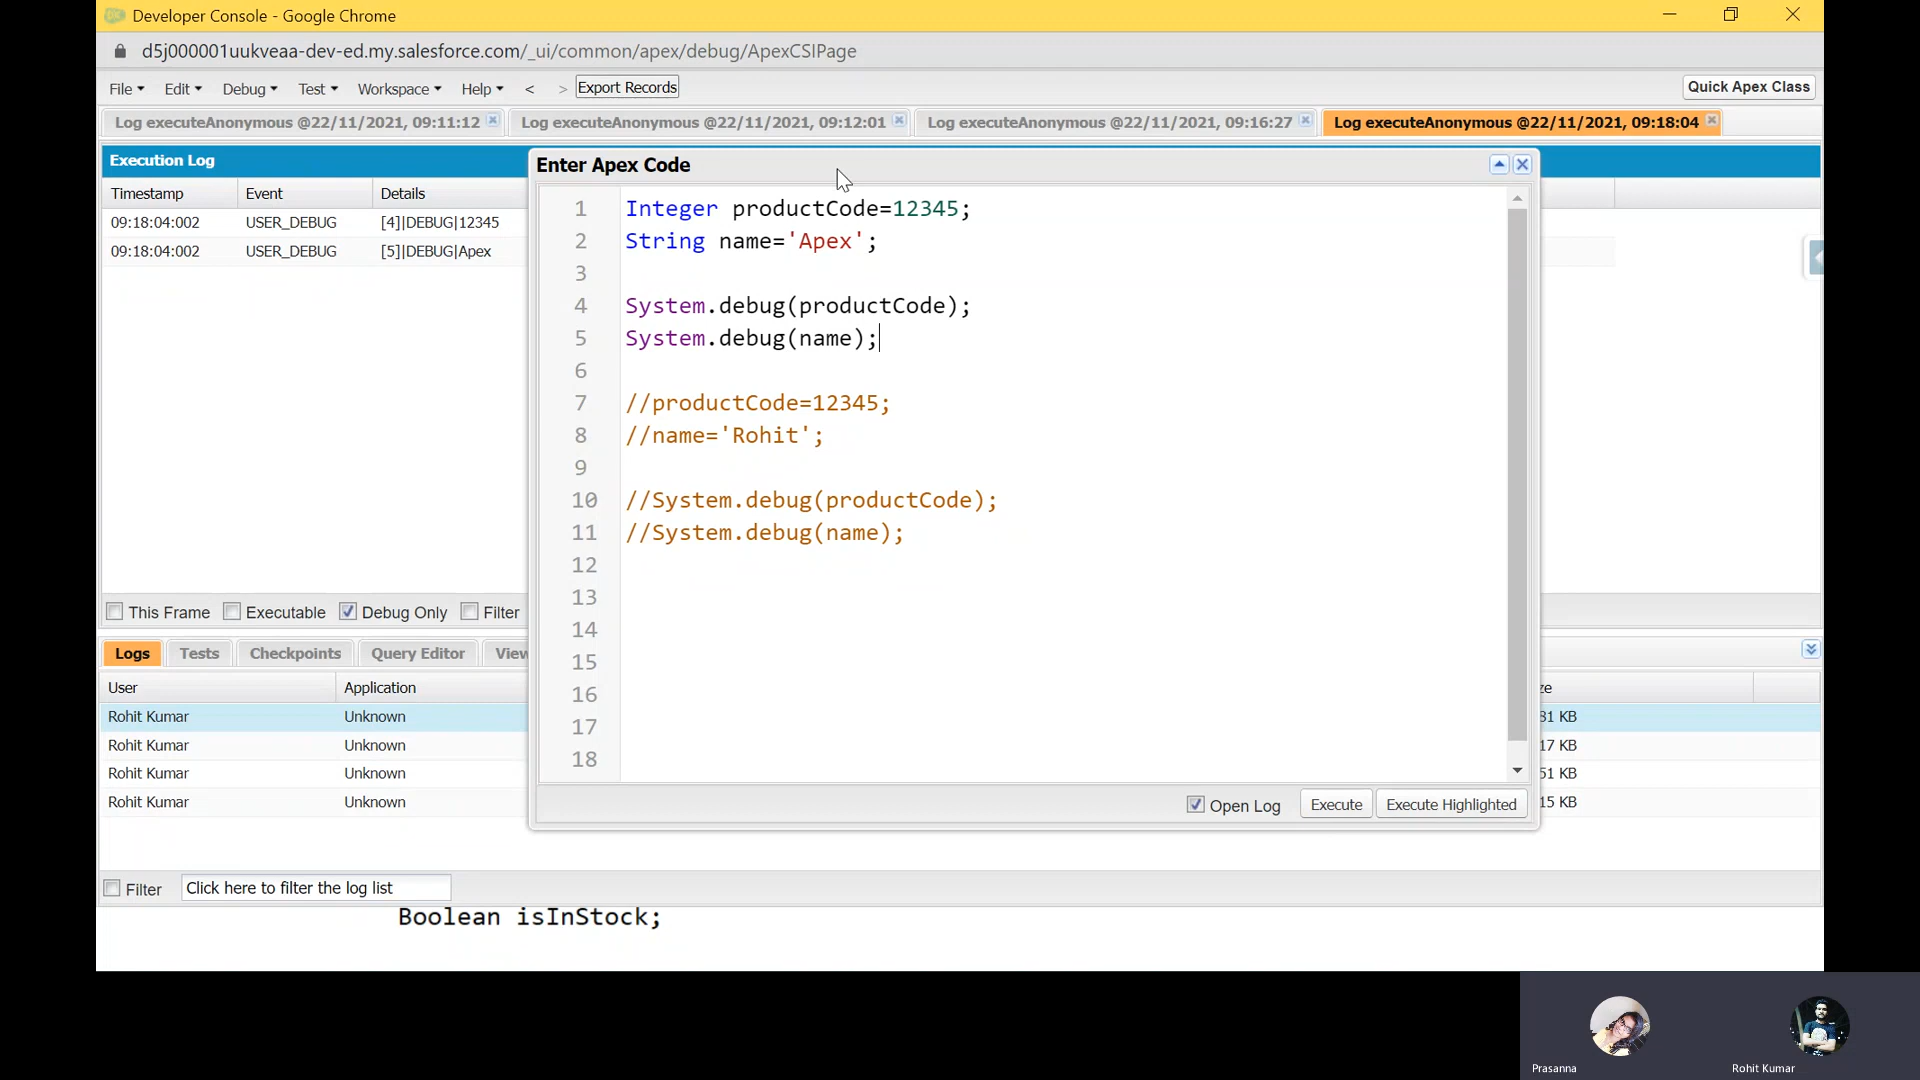 Developer Console - Google Chrome
d5j000001uukveaa-dev-ed.my.salesforce.com/_ui/common/apex/debug/ApexCSIPage
File Edit Debug Test Workspace Help < > Export Records Quick Apex Class
Log executeAnonymous @22/11/2021, 09:11:12 Log executeAnonymous @22/11/2021, 09:12:01 Log executeAnonymous @22/11/2021, 09:16:27 Log executeAnonymous @22/11/2021, 09:18:04
Execution Log
Timestamp Event Details
09:18:04:002 USER_DEBUG [4]|DEBUG|12345
09:18:04:002 USER_DEBUG [5]|DEBUG|Apex
This Frame Executable Debug Only Filter
Enter Apex Code
1 Integer productCode=12345;
2 String name='Apex';
3
4 System.debug(productCode);
5 System.debug(name);
6
7 //productCode=12345;
8 //name='Rohit';
9
10 //System.debug(productCode);
11 //System.debug(name);
12
13
14
15
16
17
18
Open Log Execute Execute Highlighted
Logs Tests Checkpoints Query Editor View
User Application ze
Rohit Kumar Unknown 81 KB
Rohit Kumar Unknown 17 KB
Rohit Kumar Unknown 51 KB
Rohit Kumar Unknown 15 KB
Filter Click here to filter the log list
Boolean isInStock;
Prasanna Rohit Kumar